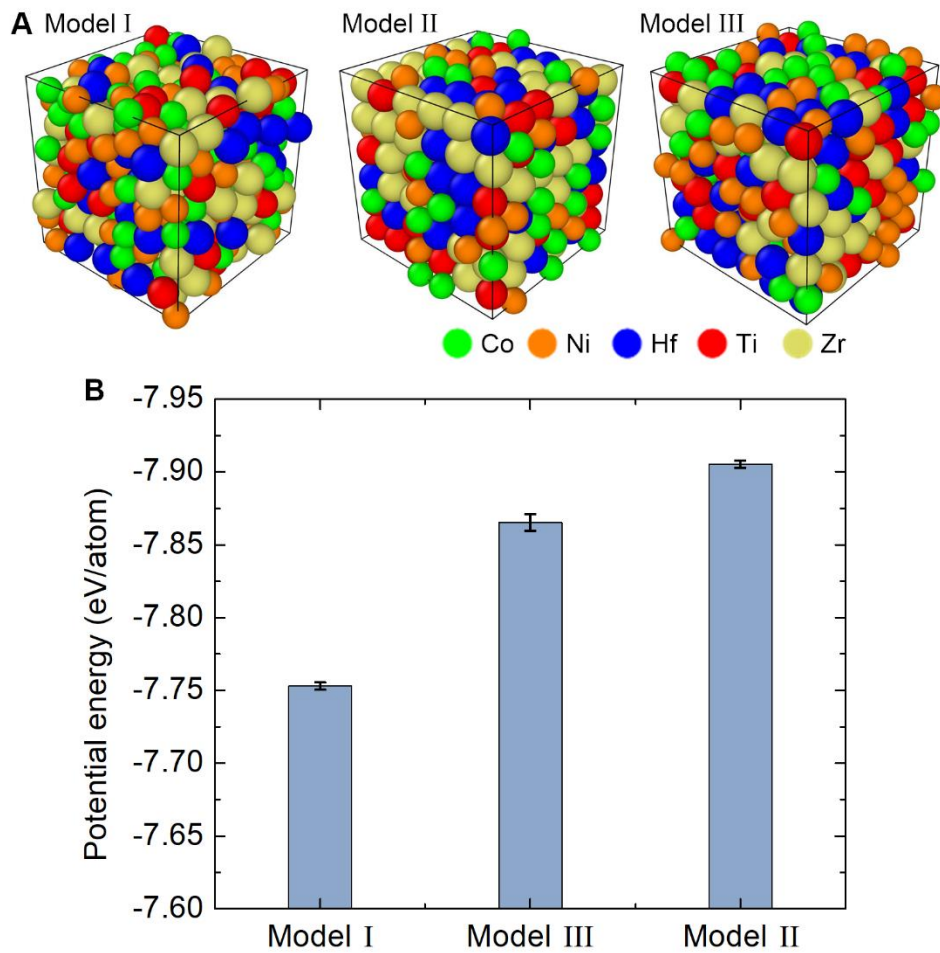 A
Model I
Model II
Model III
Co
Ni
Hf
Ti
Zr
B
Potential energy (eV/atom)
-7.95
-7.90
-7.85
-7.80
-7.75
-7.70
-7.65
-7.60
Model I
Model III
Model II